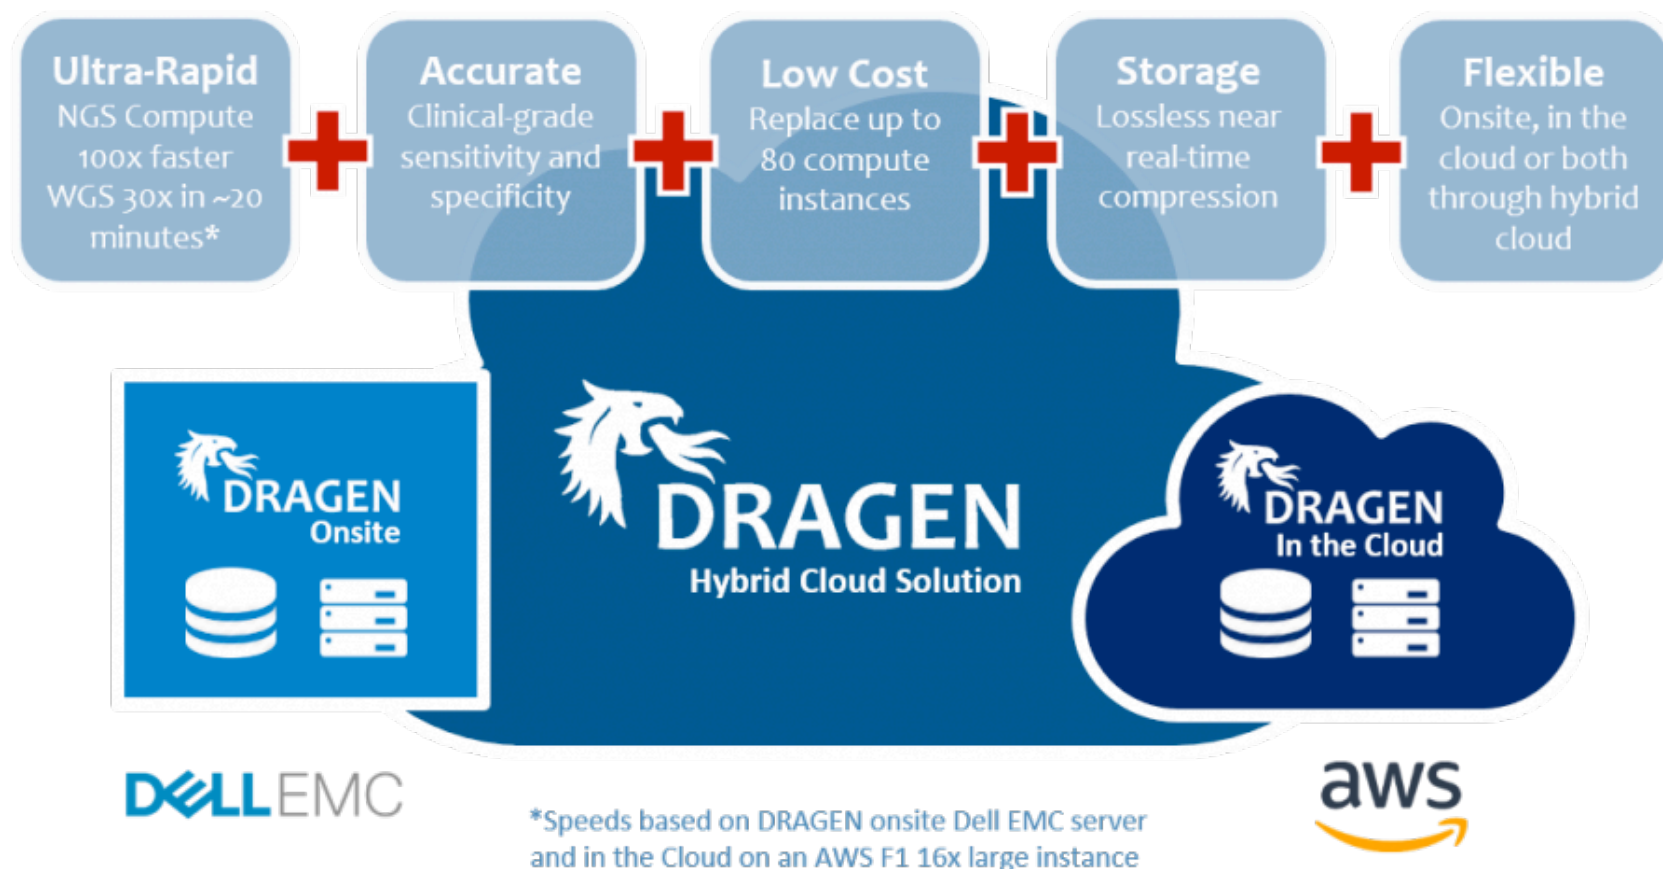 Ultra-Rapid
NGS Compute
100x faster
WGS 30x in ~20
minutes*
Accurate
Clinical-grade
sensitivity and
specificity
Low Cost
Replace up to
80 compute
instances
Storage
Lossless near
real-time
compression
Flexible
Onsite, in the
cloud or both
through hybrid
cloud
DRAGEN
Onsite
DRAGEN
Hybrid Cloud Solution
DRAGEN
In the Cloud
DELLEMC
*Speeds based on DRAGEN onsite Dell EMC server
and in the Cloud on an AWS F1 16x large instance
aws